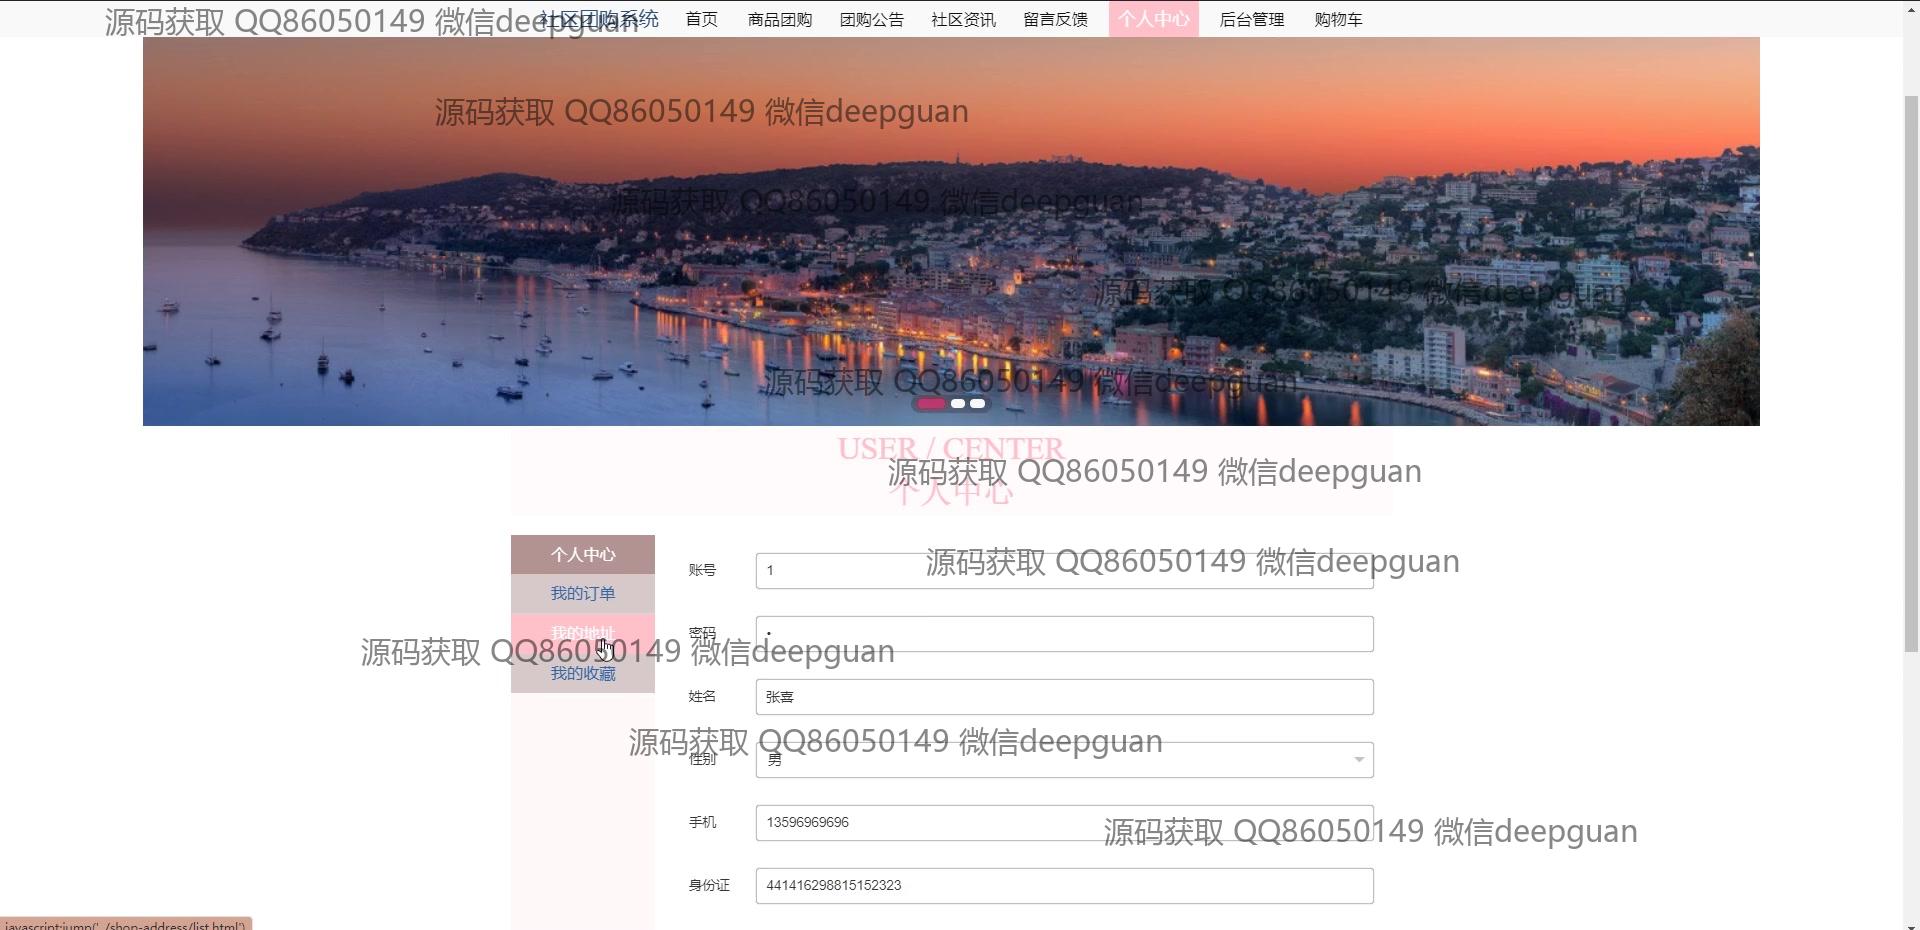 社区团购系统 首页 商品团购 团购公告 社区资讯 留言反馈 个人中心 后台管理 购物车
源码获取 QQ86050149 微信deepguan
源码获取 QQ86050149 微信deepguan
源码获取 QQ86050149 微信deepguan
源码获取 QQ86050149 微信deepguan
源码获取 QQ86050149 微信deepguan
USER / CENTER
源码获取 QQ86050149 微信deepguan
个人中心
个人中心
源码获取 QQ86050149 微信deepguan
账号 1
我的订单
我的地址
密码 •
源码获取 QQ86050149 微信deepguan
我的收藏
姓名 张喜
源码获取 QQ86050149 微信deepguan
性别 男
手机 13596969696
源码获取 QQ86050149 微信deepguan
身份证 441416298815152323
javascript:jump('../shop-address/list.html')